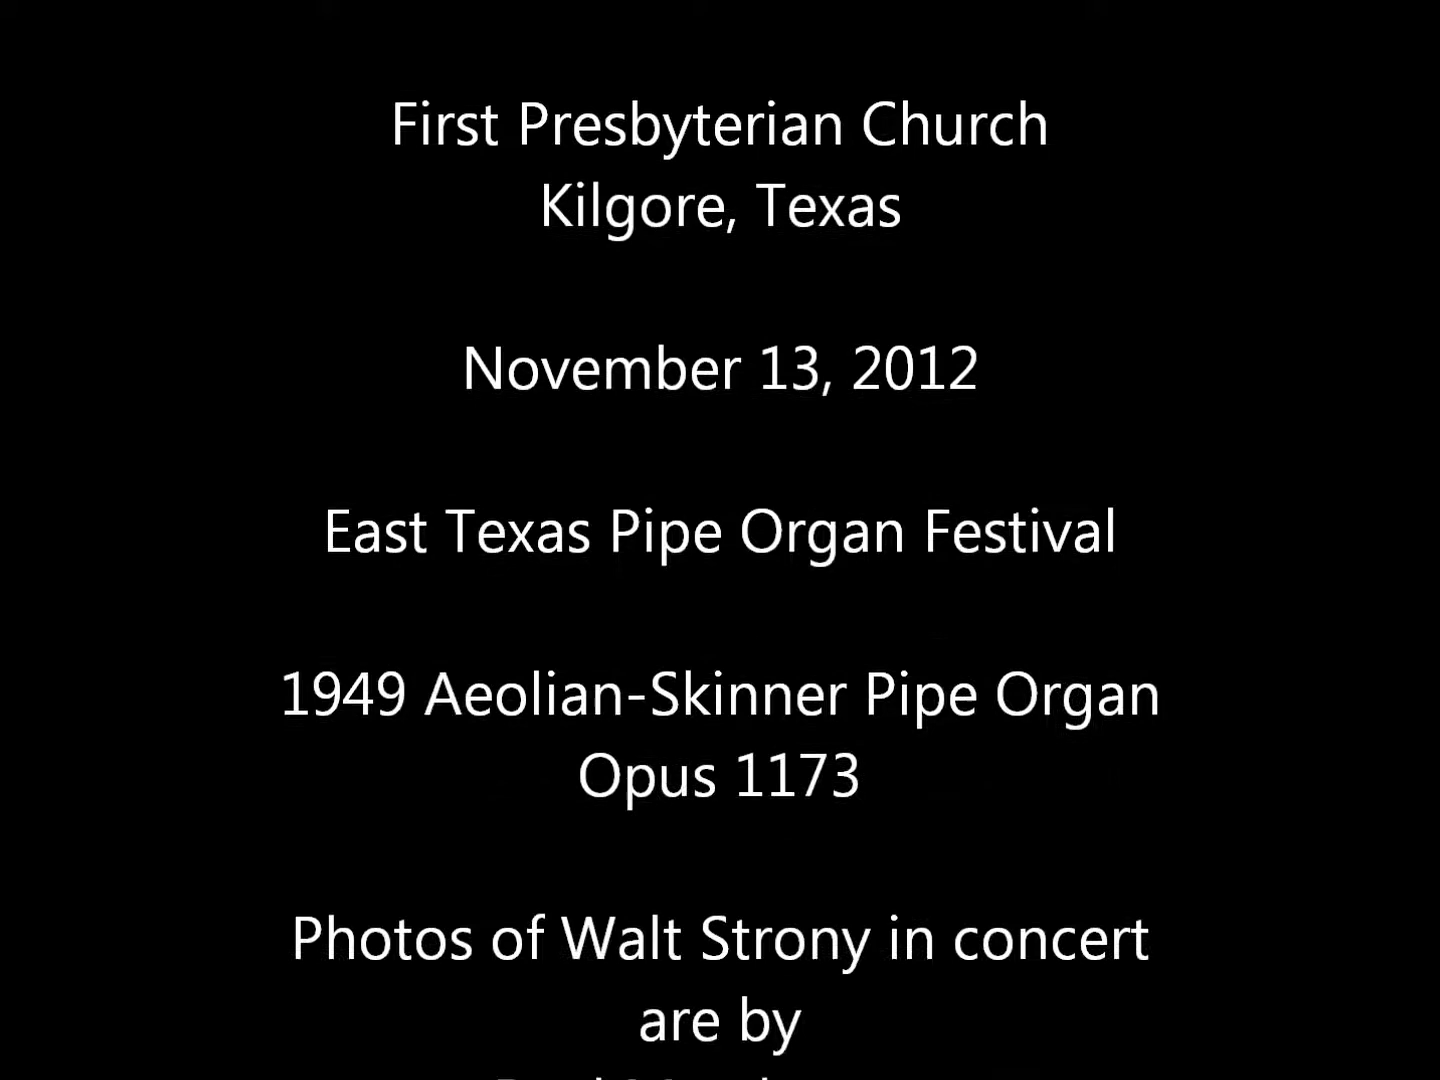 First Presbyterian Church
Kilgore, Texas
November 13, 2012
East Texas Pipe Organ Festival
1949 Aeolian-Skinner Pipe Organ
Opus 1173
Photos of Walt Strony in concert
are by